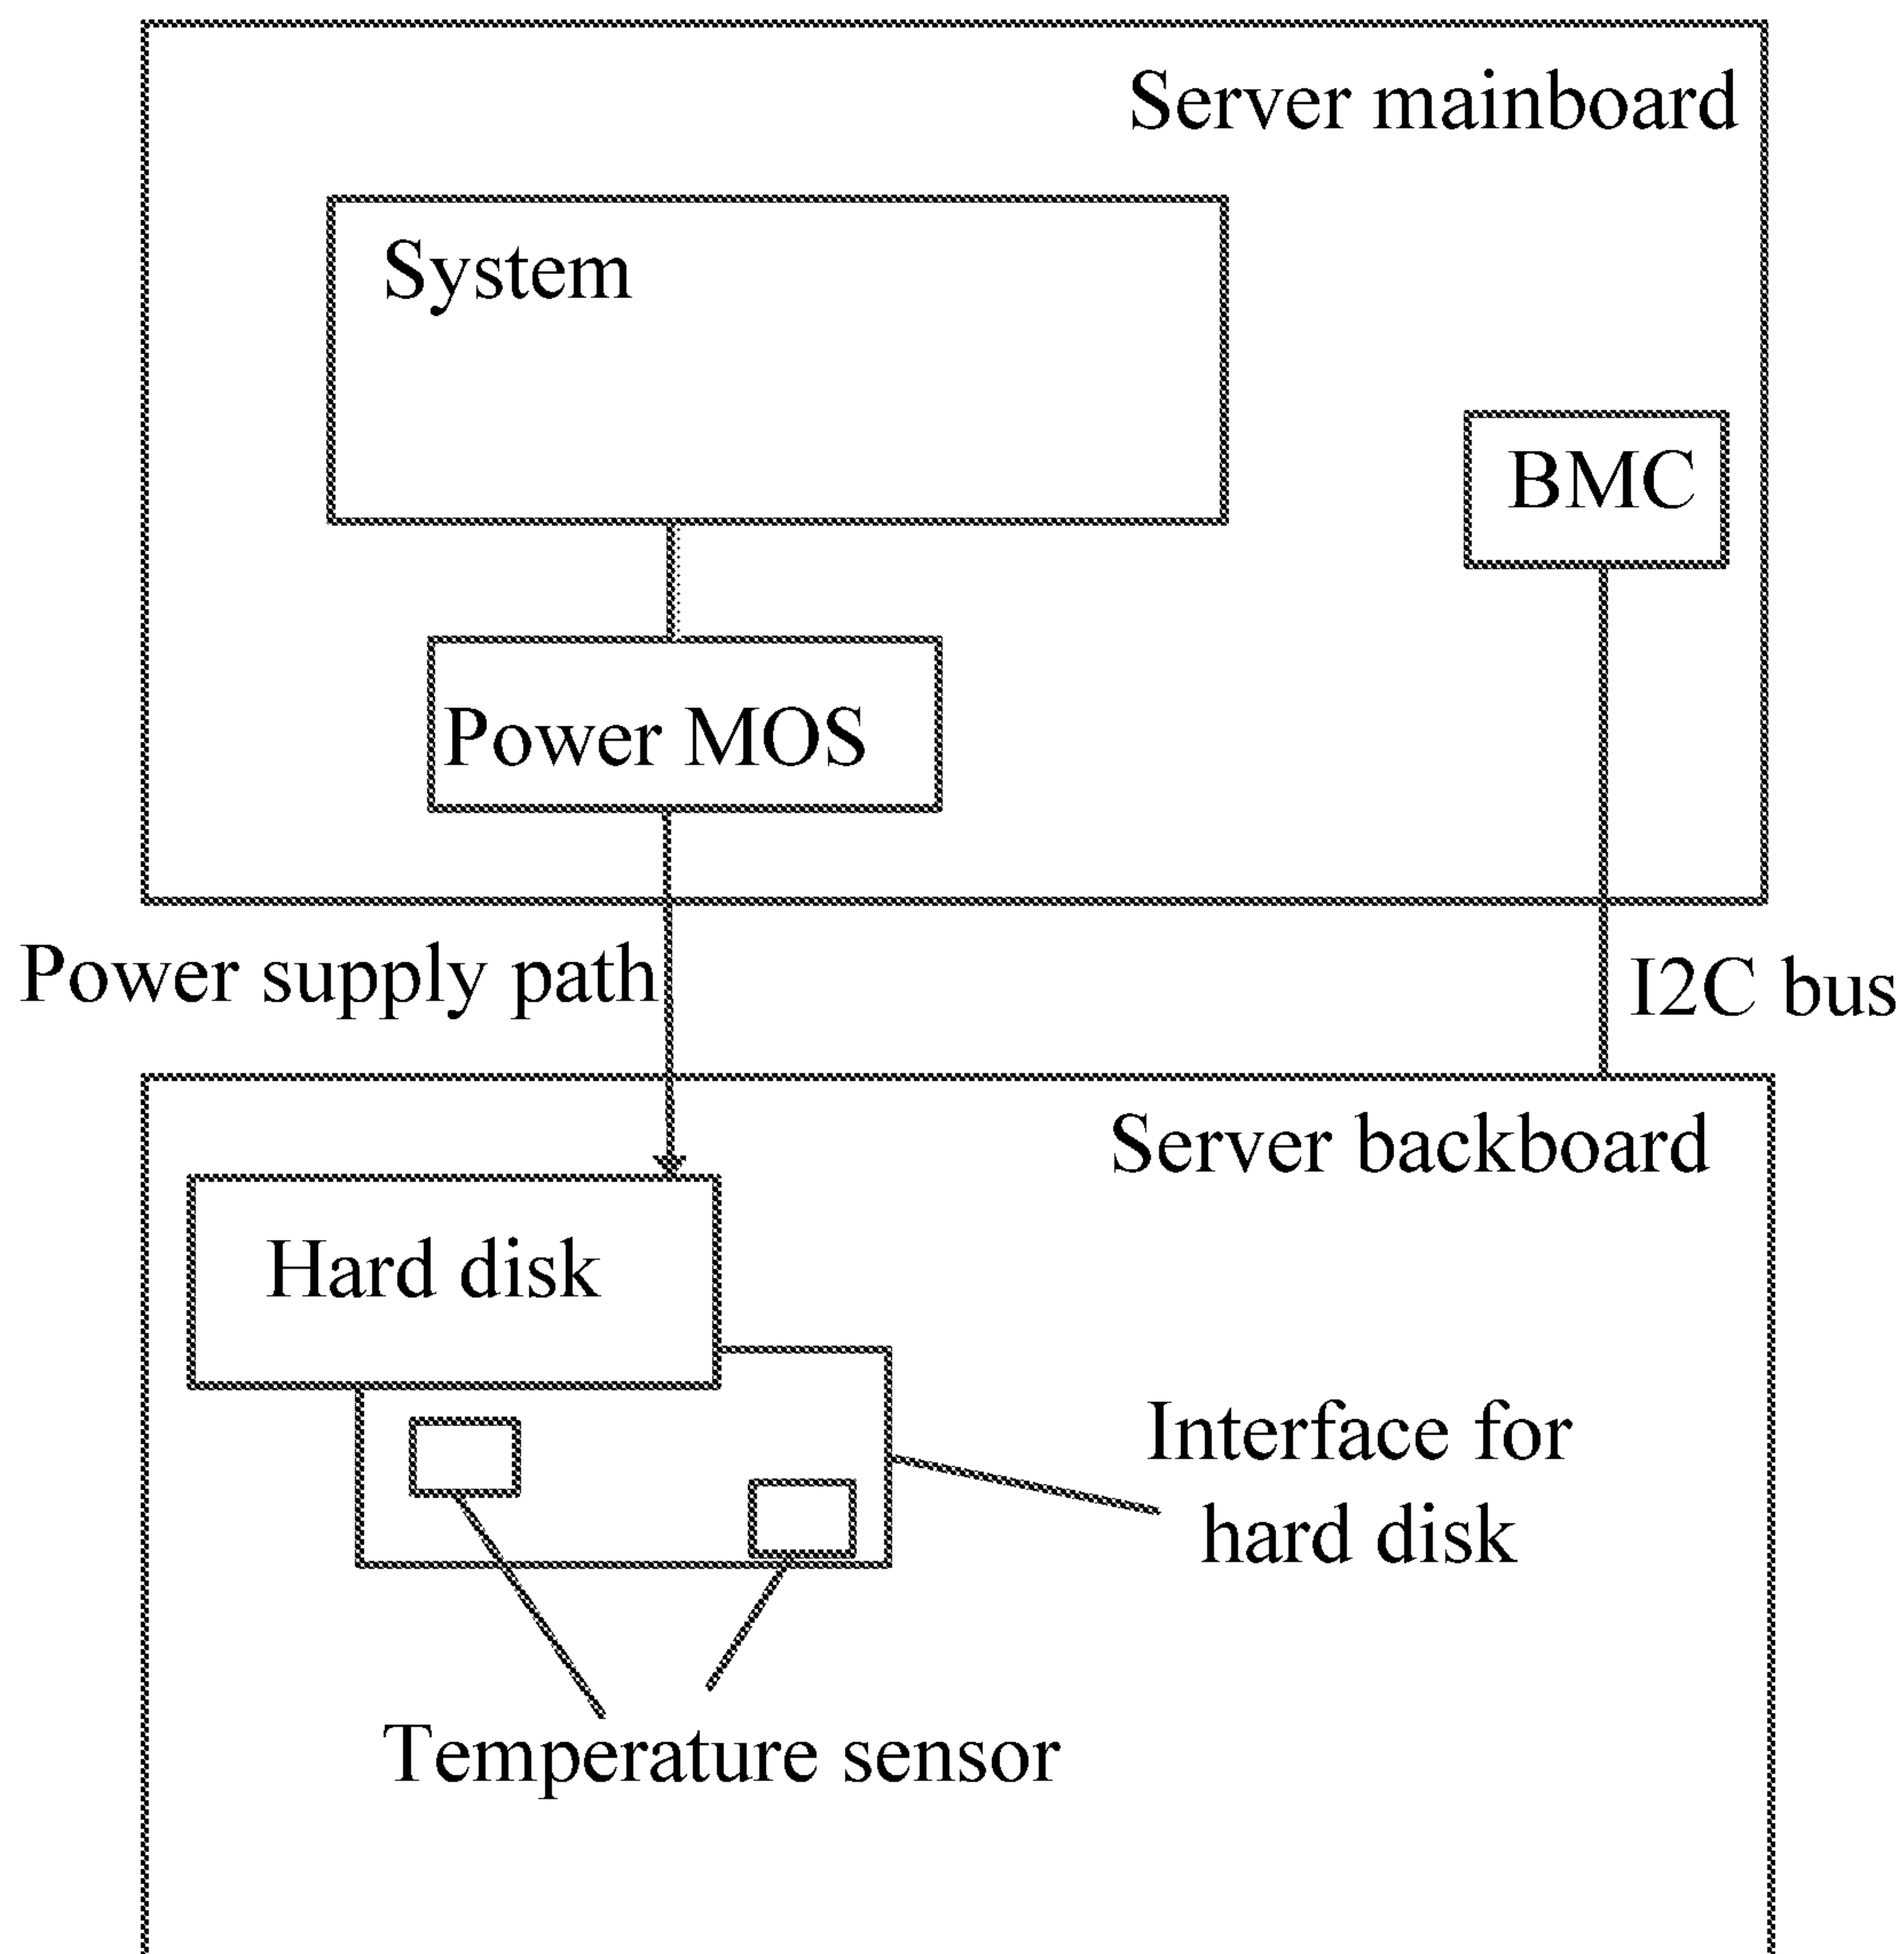 Server mainboard
System
BMC
Power MOS
Power supply path
I2C bus
Server backboard
Hard disk
Interface for
hard disk
Temperature sensor